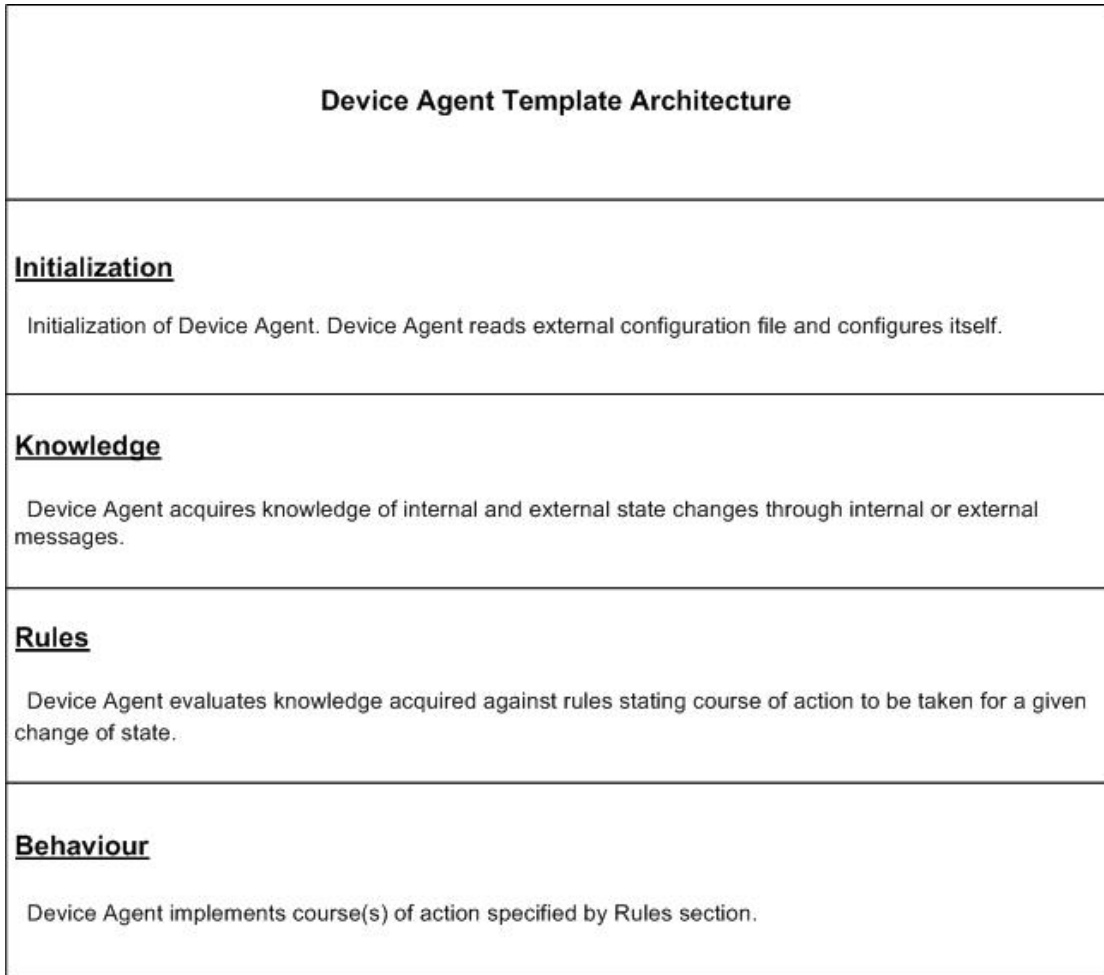 Device Agent Template Architecture
Initialization
Initialization of Device Agent. Device Agent reads external configuration file and configures itself.
Knowledge
Device Agent acquires knowledge of internal and external state changes through internal or external
messages.
Rules
Device Agent evaluates knowledge acquired against rules stating course of action to be taken for a given
change of state.
Behaviour
Device Agent implements course(s) of action specified by Rules section.